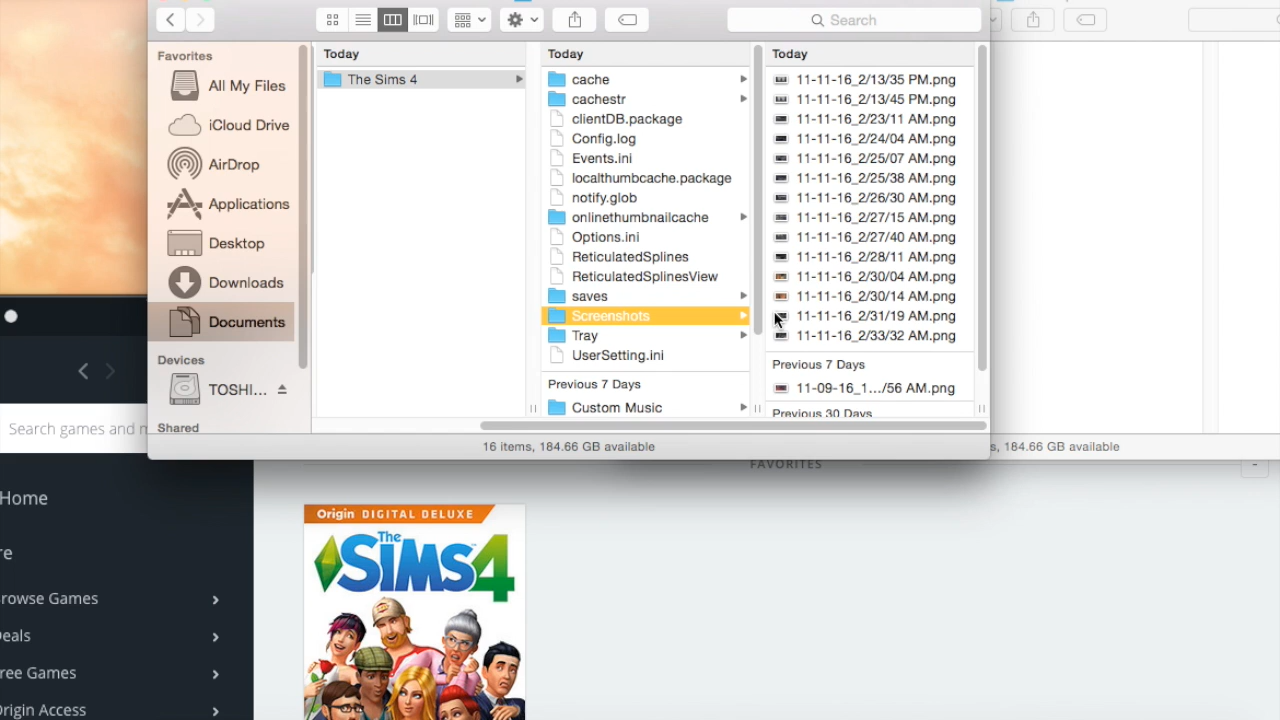 Search
Favorites
All My Files
iCloud Drive
AirDrop
Applications
Desktop
Downloads
Documents
Devices
TOSHI...
Shared
Today
The Sims 4
Today
cache
cachestr
clientDB.package
Config.log
Events.ini
localthumbcache.package
notify.glob
onlinethumbnailcache
Options.ini
ReticulatedSplines
ReticulatedSplinesView
saves
Screenshots
Tray
UserSetting.ini
Previous 7 Days
Custom Music
Today
11-11-16_2/13/35 PM.png
11-11-16_2/13/45 PM.png
11-11-16_2/23/11 AM.png
11-11-16_2/24/04 AM.png
11-11-16_2/25/07 AM.png
11-11-16_2/25/38 AM.png
11-11-16_2/26/30 AM.png
11-11-16_2/27/15 AM.png
11-11-16_2/27/40 AM.png
11-11-16_2/28/11 AM.png
11-11-16_2/30/04 AM.png
11-11-16_2/30/14 AM.png
11-11-16_2/31/19 AM.png
11-11-16_2/33/32 AM.png
Previous 7 Days
11-09-16_1.../56 AM.png
Previous 30 Days
16 items, 184.66 GB available
s, 184.66 GB available
Search games and m
Home
re
rowse Games
eals
ree Games
rigin Access
FAVORITES
Origin DIGITAL DELUXE
The
SIMS 4